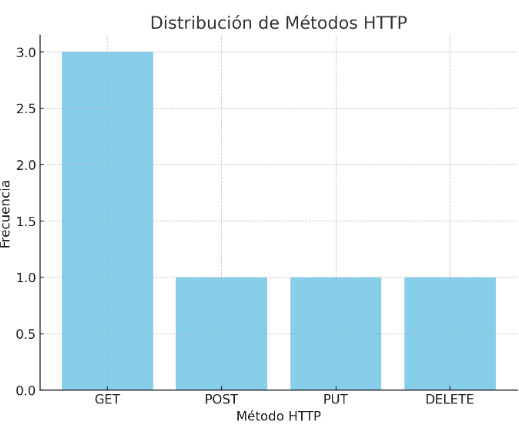 Distribución de Métodos HTTP
3.0
2.5
2.0
1.5
1.0
0.5
0.0
Frecuencia
GET POST PUT DELETE
Método HTTP